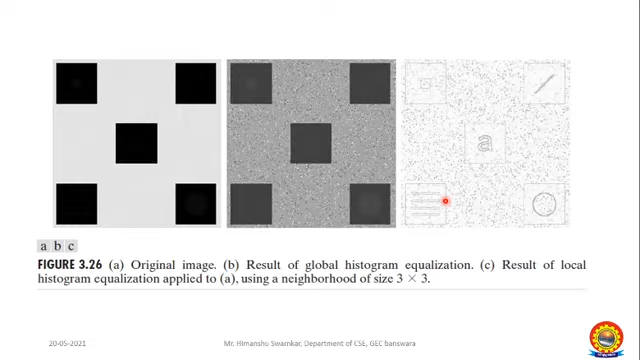 a
a b c
FIGURE 3.26 (a) Original image. (b) Result of global histogram equalization. (c) Result of local
histogram equalization applied to (a), using a neighborhood of size 3 × 3.
20-05-2021 Mr. Himanshu Swarnkar, Department of CSE, GEC banswara